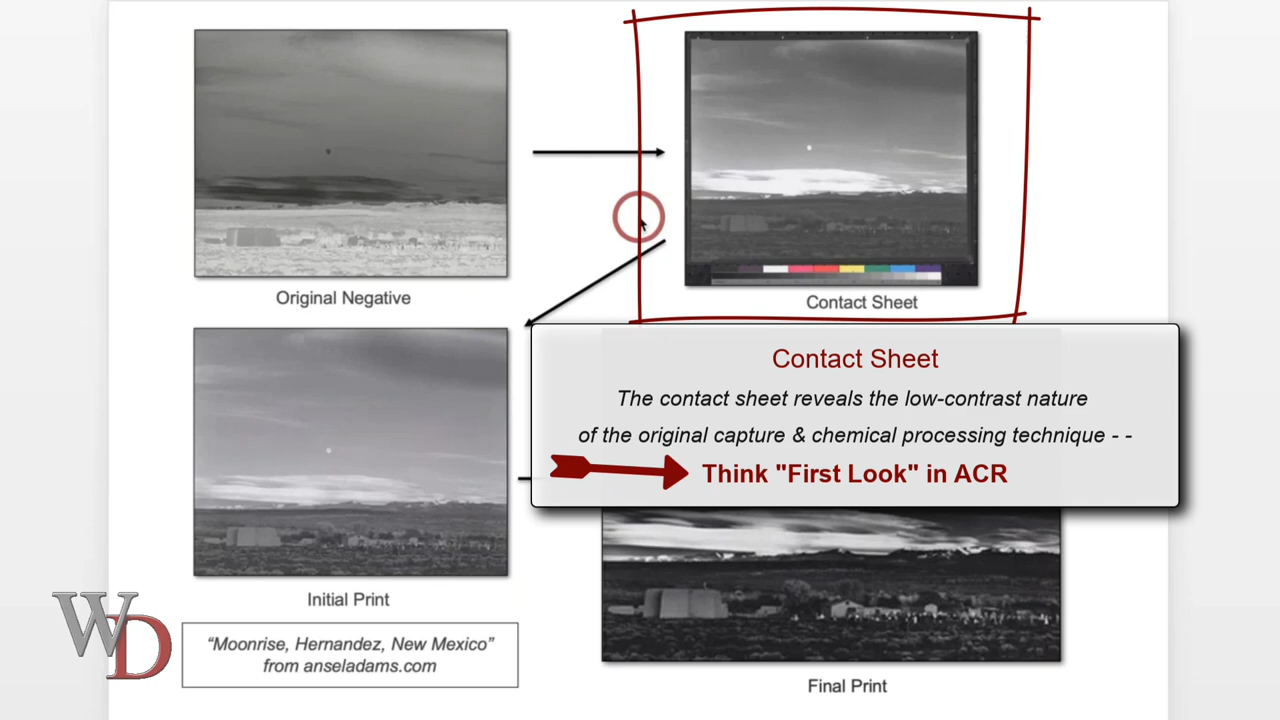 Original Negative
Contact Sheet
Contact Sheet
The contact sheet reveals the low-contrast nature
of the original capture & chemical processing technique - -
Think "First Look" in ACR
Initial Print
"Moonrise, Hernandez, New Mexico"
from anseladams.com
Final Print
WD